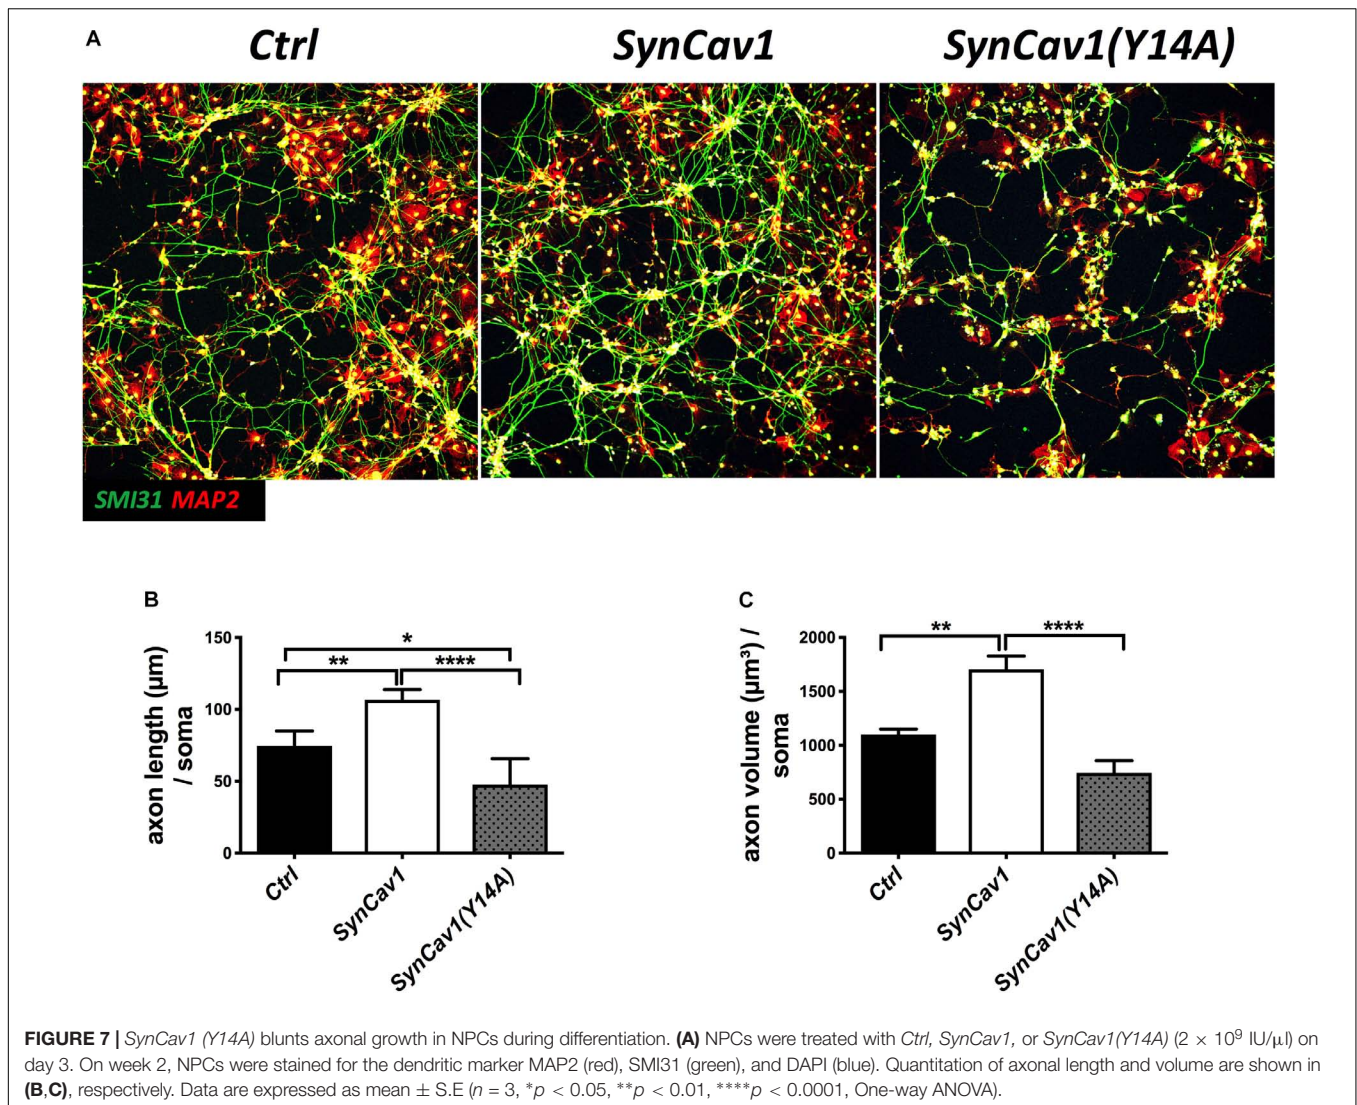 A
Ctrl
SynCav1
SynCav1(Y14A)
SMI31 MAP2
B
axon length (μm)
/ soma
150
100
50
0
*
**
****
Ctrl
SynCav1
SynCav1(Y14A)
C
axon volume (μm³) /
soma
2000
1500
1000
500
0
**
****
Ctrl
SynCav1
SynCav1(Y14A)
FIGURE 7 | SynCav1 (Y14A) blunts axonal growth in NPCs during differentiation. (A) NPCs were treated with Ctrl, SynCav1, or SynCav1(Y14A) (2 × 10⁹ IU/μl) on
day 3. On week 2, NPCs were stained for the dendritic marker MAP2 (red), SMI31 (green), and DAPI (blue). Quantitation of axonal length and volume are shown in
(B,C), respectively. Data are expressed as mean ± S.E (n = 3, *p < 0.05, **p < 0.01, ****p < 0.0001, One-way ANOVA).